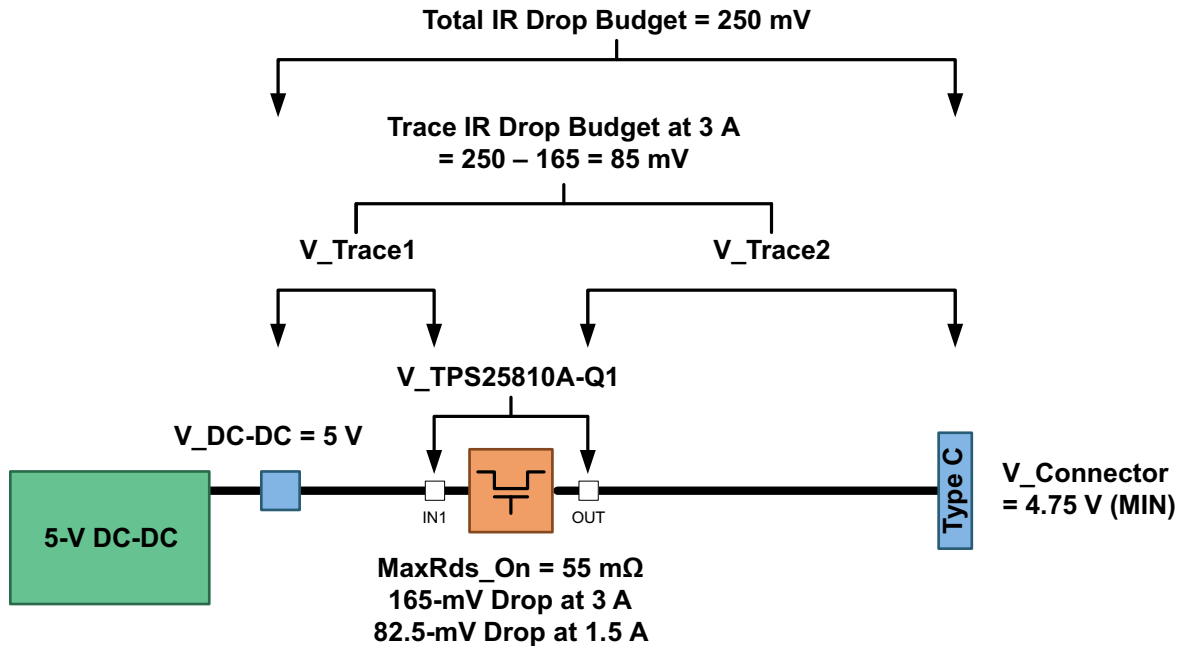 Total IR Drop Budget = 250 mV
Trace IR Drop Budget at 3 A
= 250 – 165 = 85 mV
V_Trace1
V_Trace2
V_TPS25810A-Q1
V_DC-DC = 5 V
5-V DC-DC
IN1
OUT
Type C
V_Connector
= 4.75 V (MIN)
MaxRds_On = 55 mΩ
165-mV Drop at 3 A
82.5-mV Drop at 1.5 A